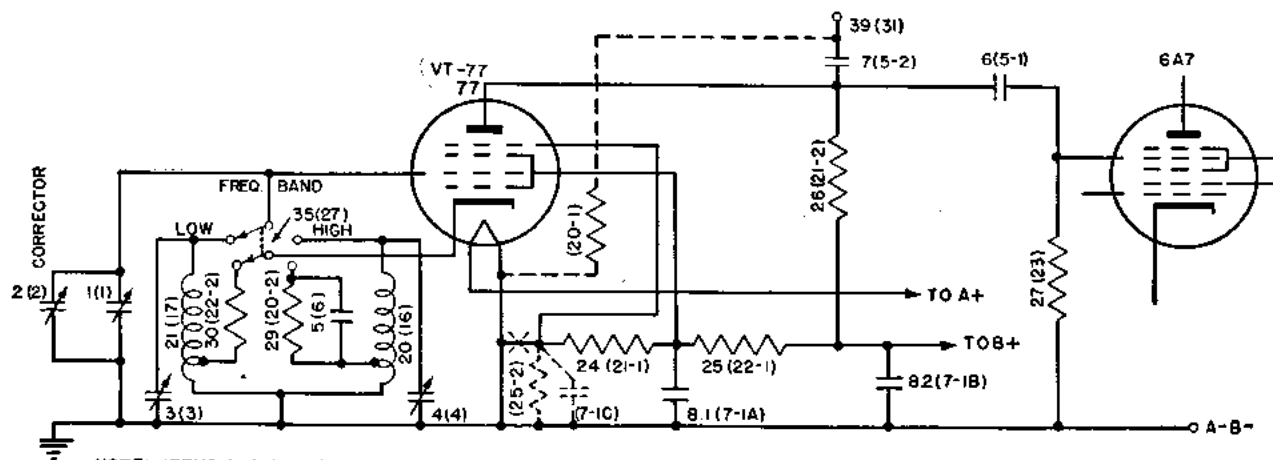 39(31)
7(5-2)
6(5-1)
6A7
VT-77
77
26(21-2)
FREQ. BAND
35(27)
LOW
HIGH
(20-1)
CORRECTOR
2(2)
1(1)
21(17)
30(22-2)
29(20-2)
5(6)
20(16)
27(23)
TO A+
TO B+
24(21-1)
25(22-1)
(25-2)
(7-1C)
8.1(7-1A)
8.2(7-1B)
3(3)
4(4)
A-B-